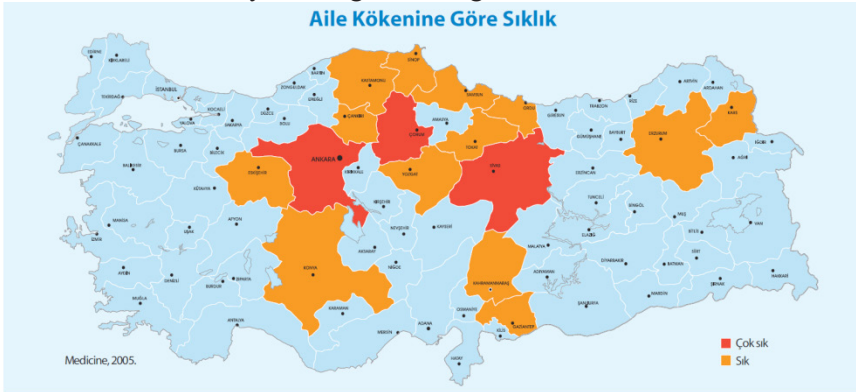 Aile Kökenine Göre Sıklık
SİNOP
BARTIN
KASTAMONU
ZONGULDAK
SAMSUN
EDİRNE
KIRKLARELİ
TEKİRDAĞ
İSTANBUL
KOCAELİ
YALOVA
SAKARYA
DÜZCE
BOLU
ÇANKIRI
ÇORUM
AMASYA
ORDU
GİRESUN
TRABZON
RİZE
ARTVİN
ARDAHAN
KARS
ÇANAKKALE
BALIKESİR
BURSA
BİLECİK
ESKİŞEHİR
ANKARA
KIRIKKALE
YOZGAT
TOKAT
SİVAS
GÜMÜŞHANE
BAYBURT
ERZURUM
IĞDIR
AĞRI
KÜTAHYA
ERZİNCAN
TUNCELİ
BİNGÖL
MUŞ
VAN
MANİSA
İZMİR
UŞAK
AFYON
KIRŞEHİR
NEVŞEHİR
KAYSERİ
AKSARAY
NİĞDE
MALATYA
ELAZIĞ
BİTLİS
SİİRT
AYDIN
DENİZLİ
BURDUR
ISPARTA
KONYA
KAHRAMANMARAŞ
ADIYAMAN
DİYARBAKIR
BATMAN
HAKKARİ
MUĞLA
ANTALYA
KARAMAN
MERSİN
ADANA
OSMANİYE
KİLİS
GAZİANTEP
ŞANLIURFA
MARDİN
ŞIRNAK
HATAY
Medicine, 2005.
Çok sık
Sık